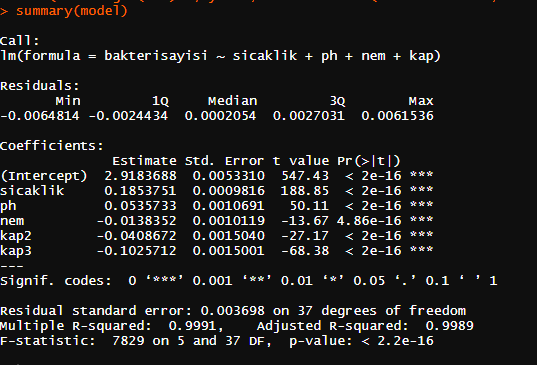 > summary(model)
Call:
lm(formula = bakterisayisi ~ sicaklik + ph + nem + kap)
Residuals:
       Min         1Q     Median         3Q        Max
-0.0064814 -0.0024434  0.0002054  0.0027031  0.0061536
Coefficients:
              Estimate Std. Error t value Pr(>|t|)
(Intercept)  2.9183688  0.0053310  547.43  < 2e-16 ***
sicaklik     0.1853751  0.0009816  188.85  < 2e-16 ***
ph           0.0535733  0.0010691   50.11  < 2e-16 ***
nem         -0.0138352  0.0010119  -13.67 4.86e-16 ***
kap2        -0.0408672  0.0015040  -27.17  < 2e-16 ***
kap3        -0.1025712  0.0015001  -68.38  < 2e-16 ***
---
Signif. codes:  0 ‘***’ 0.001 ‘**’ 0.01 ‘*’ 0.05 ‘.’ 0.1 ‘ ’ 1
Residual standard error: 0.003698 on 37 degrees of freedom
Multiple R-squared:  0.9991,    Adjusted R-squared:  0.9989
F-statistic:  7829 on 5 and 37 DF,  p-value: < 2.2e-16